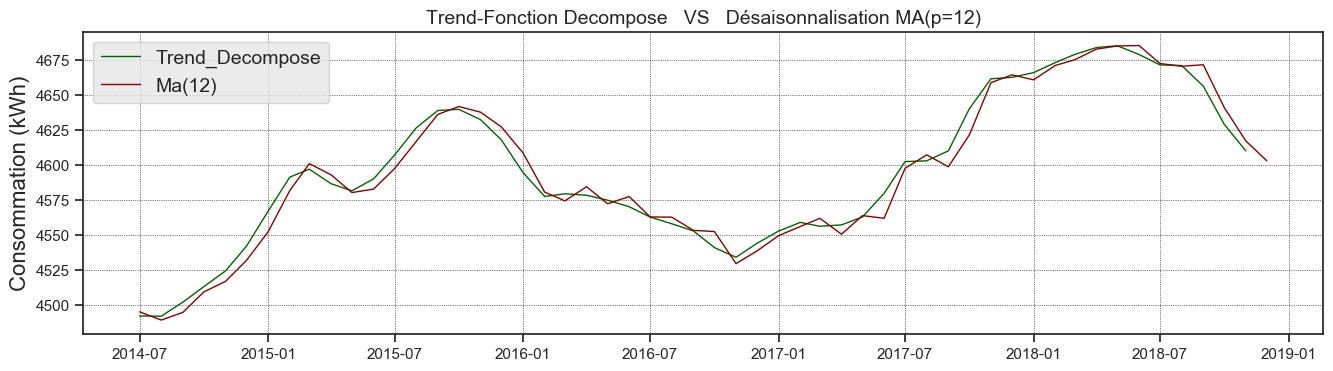 Trend-Fonction Decompose   VS   Désaisonnalisation MA(p=12)
Trend_Decompose
Ma(12)
Consommation (kWh)
4675
4650
4625
4600
4575
4550
4525
4500
2014-07 2015-01 2015-07 2016-01 2016-07 2017-01 2017-07 2018-01 2018-07 2019-01